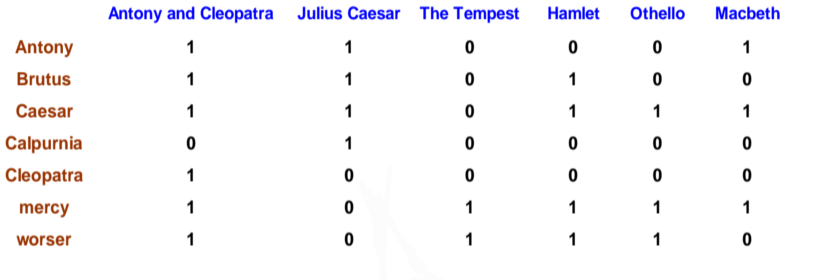 Antony and Cleopatra Julius Caesar The Tempest Hamlet Othello Macbeth
Antony 1 1 0 0 0 1
Brutus 1 1 0 1 0 0
Caesar 1 1 0 1 1 1
Calpurnia 0 1 0 0 0 0
Cleopatra 1 0 0 0 0 0
mercy 1 0 1 1 1 1
worser 1 0 1 1 1 0